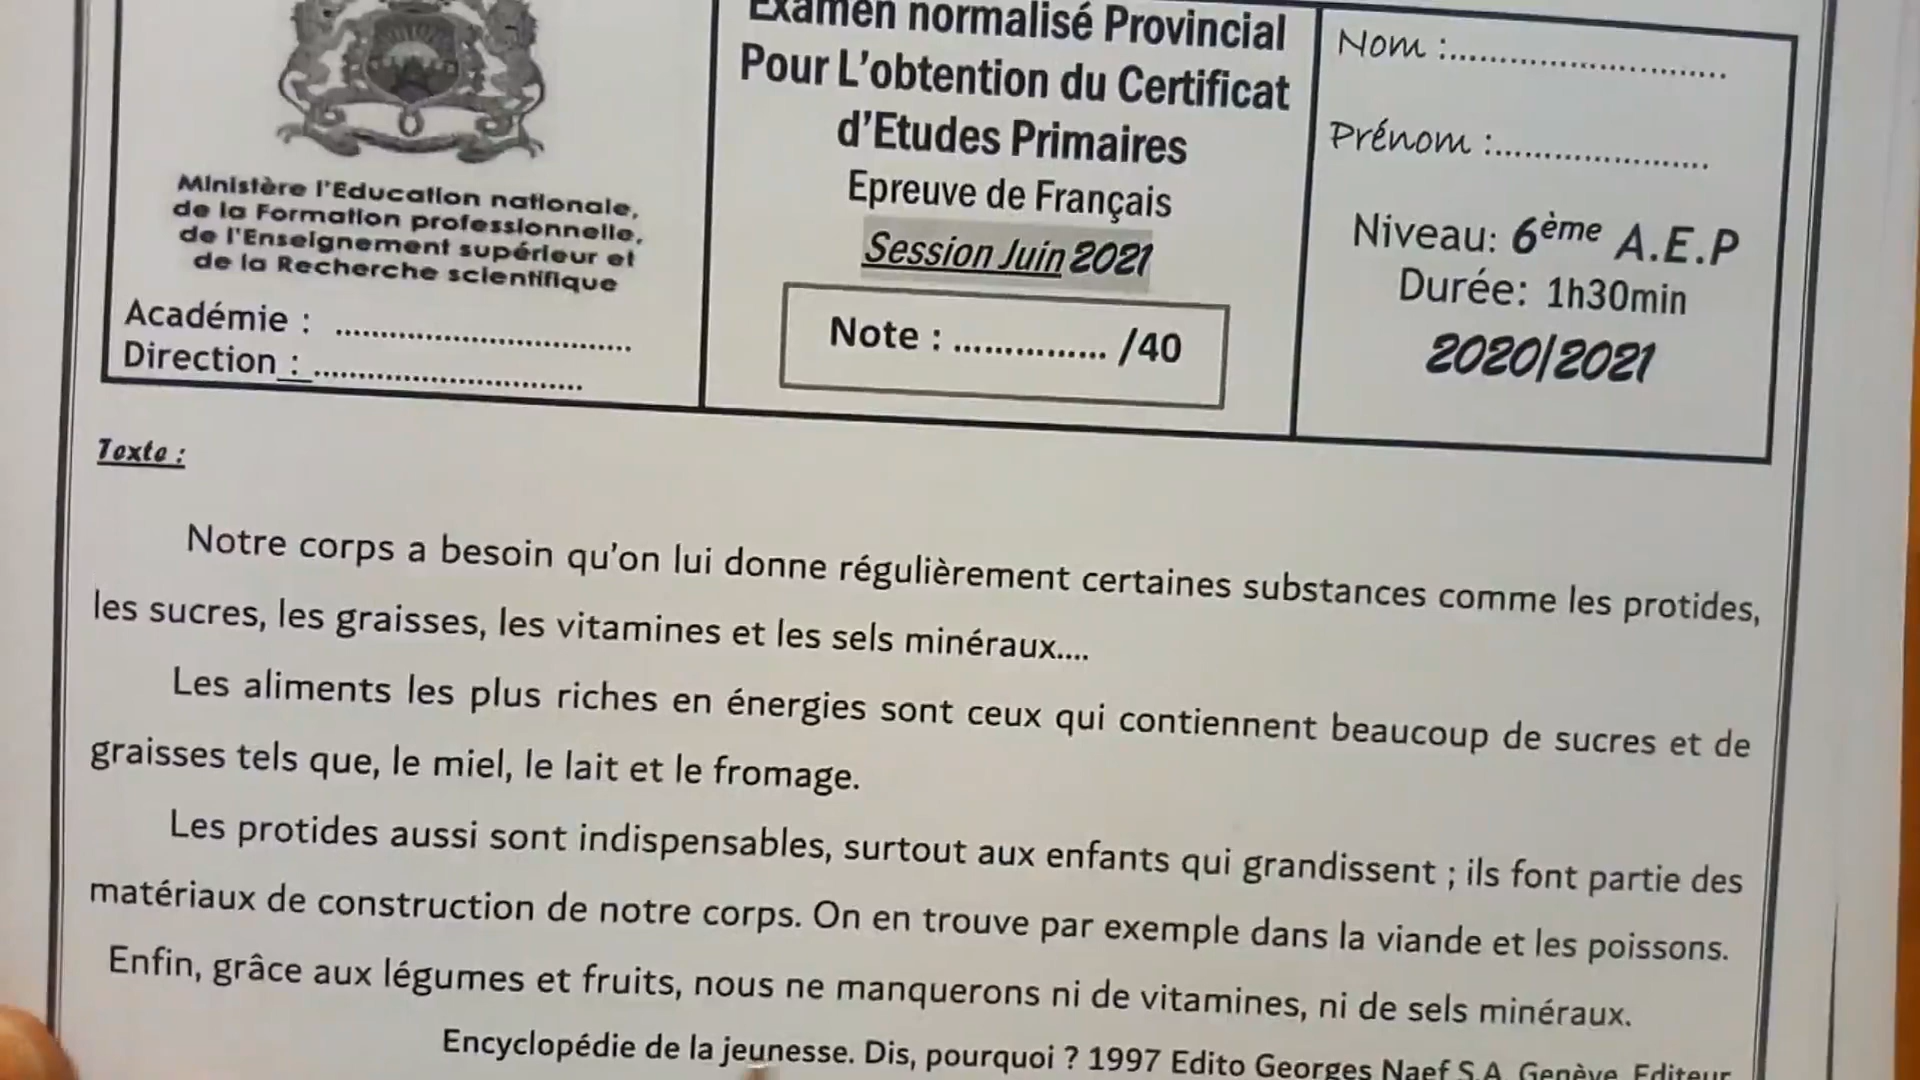 Examen normalisé Provincial
Pour L'obtention du Certificat
d'Etudes Primaires
Epreuve de Français
Session Juin 2021
Note : ............... /40
Ministère l'Education nationale,
de la Formation professionnelle,
de l'Enseignement supérieur et
de la Recherche scientifique
Académie : .................................
Direction : ..............................
Nom :..............................
Prénom :.......................
Niveau: 6ème A.E.P
Durée: 1h30min
2020/2021
Texte :
Notre corps a besoin qu'on lui donne régulièrement certaines substances comme les protides,
les sucres, les graisses, les vitamines et les sels minéraux....
Les aliments les plus riches en énergies sont ceux qui contiennent beaucoup de sucres et de
graisses tels que, le miel, le lait et le fromage.
Les protides aussi sont indispensables, surtout aux enfants qui grandissent ; ils font partie des
matériaux de construction de notre corps. On en trouve par exemple dans la viande et les poissons.
Enfin, grâce aux légumes et fruits, nous ne manquerons ni de vitamines, ni de sels minéraux.
Encyclopédie de la jeunesse. Dis, pourquoi ? 1997 Edito Georges Naef S.A. Genève. Editeur